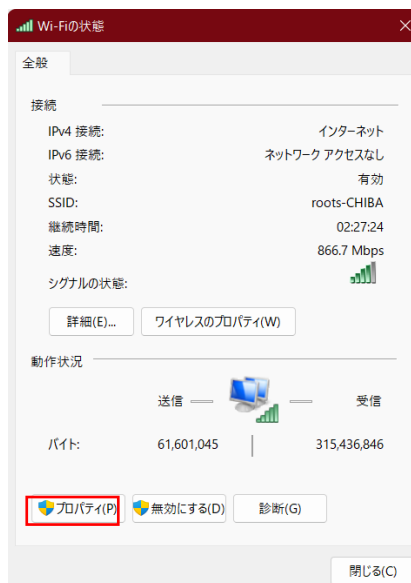 Wi-Fiの状態
全般
接続
IPv4 接続: インターネット
IPv6 接続: ネットワーク アクセスなし
状態: 有効
SSID: roots-CHIBA
継続時間: 02:27:24
速度: 866.7 Mbps
シグナルの状態:
詳細(E)... ワイヤレスのプロパティ(W)
動作状況
送信 受信
バイト: 61,601,045 315,436,846
プロパティ(P) 無効にする(D) 診断(G)
閉じる(C)